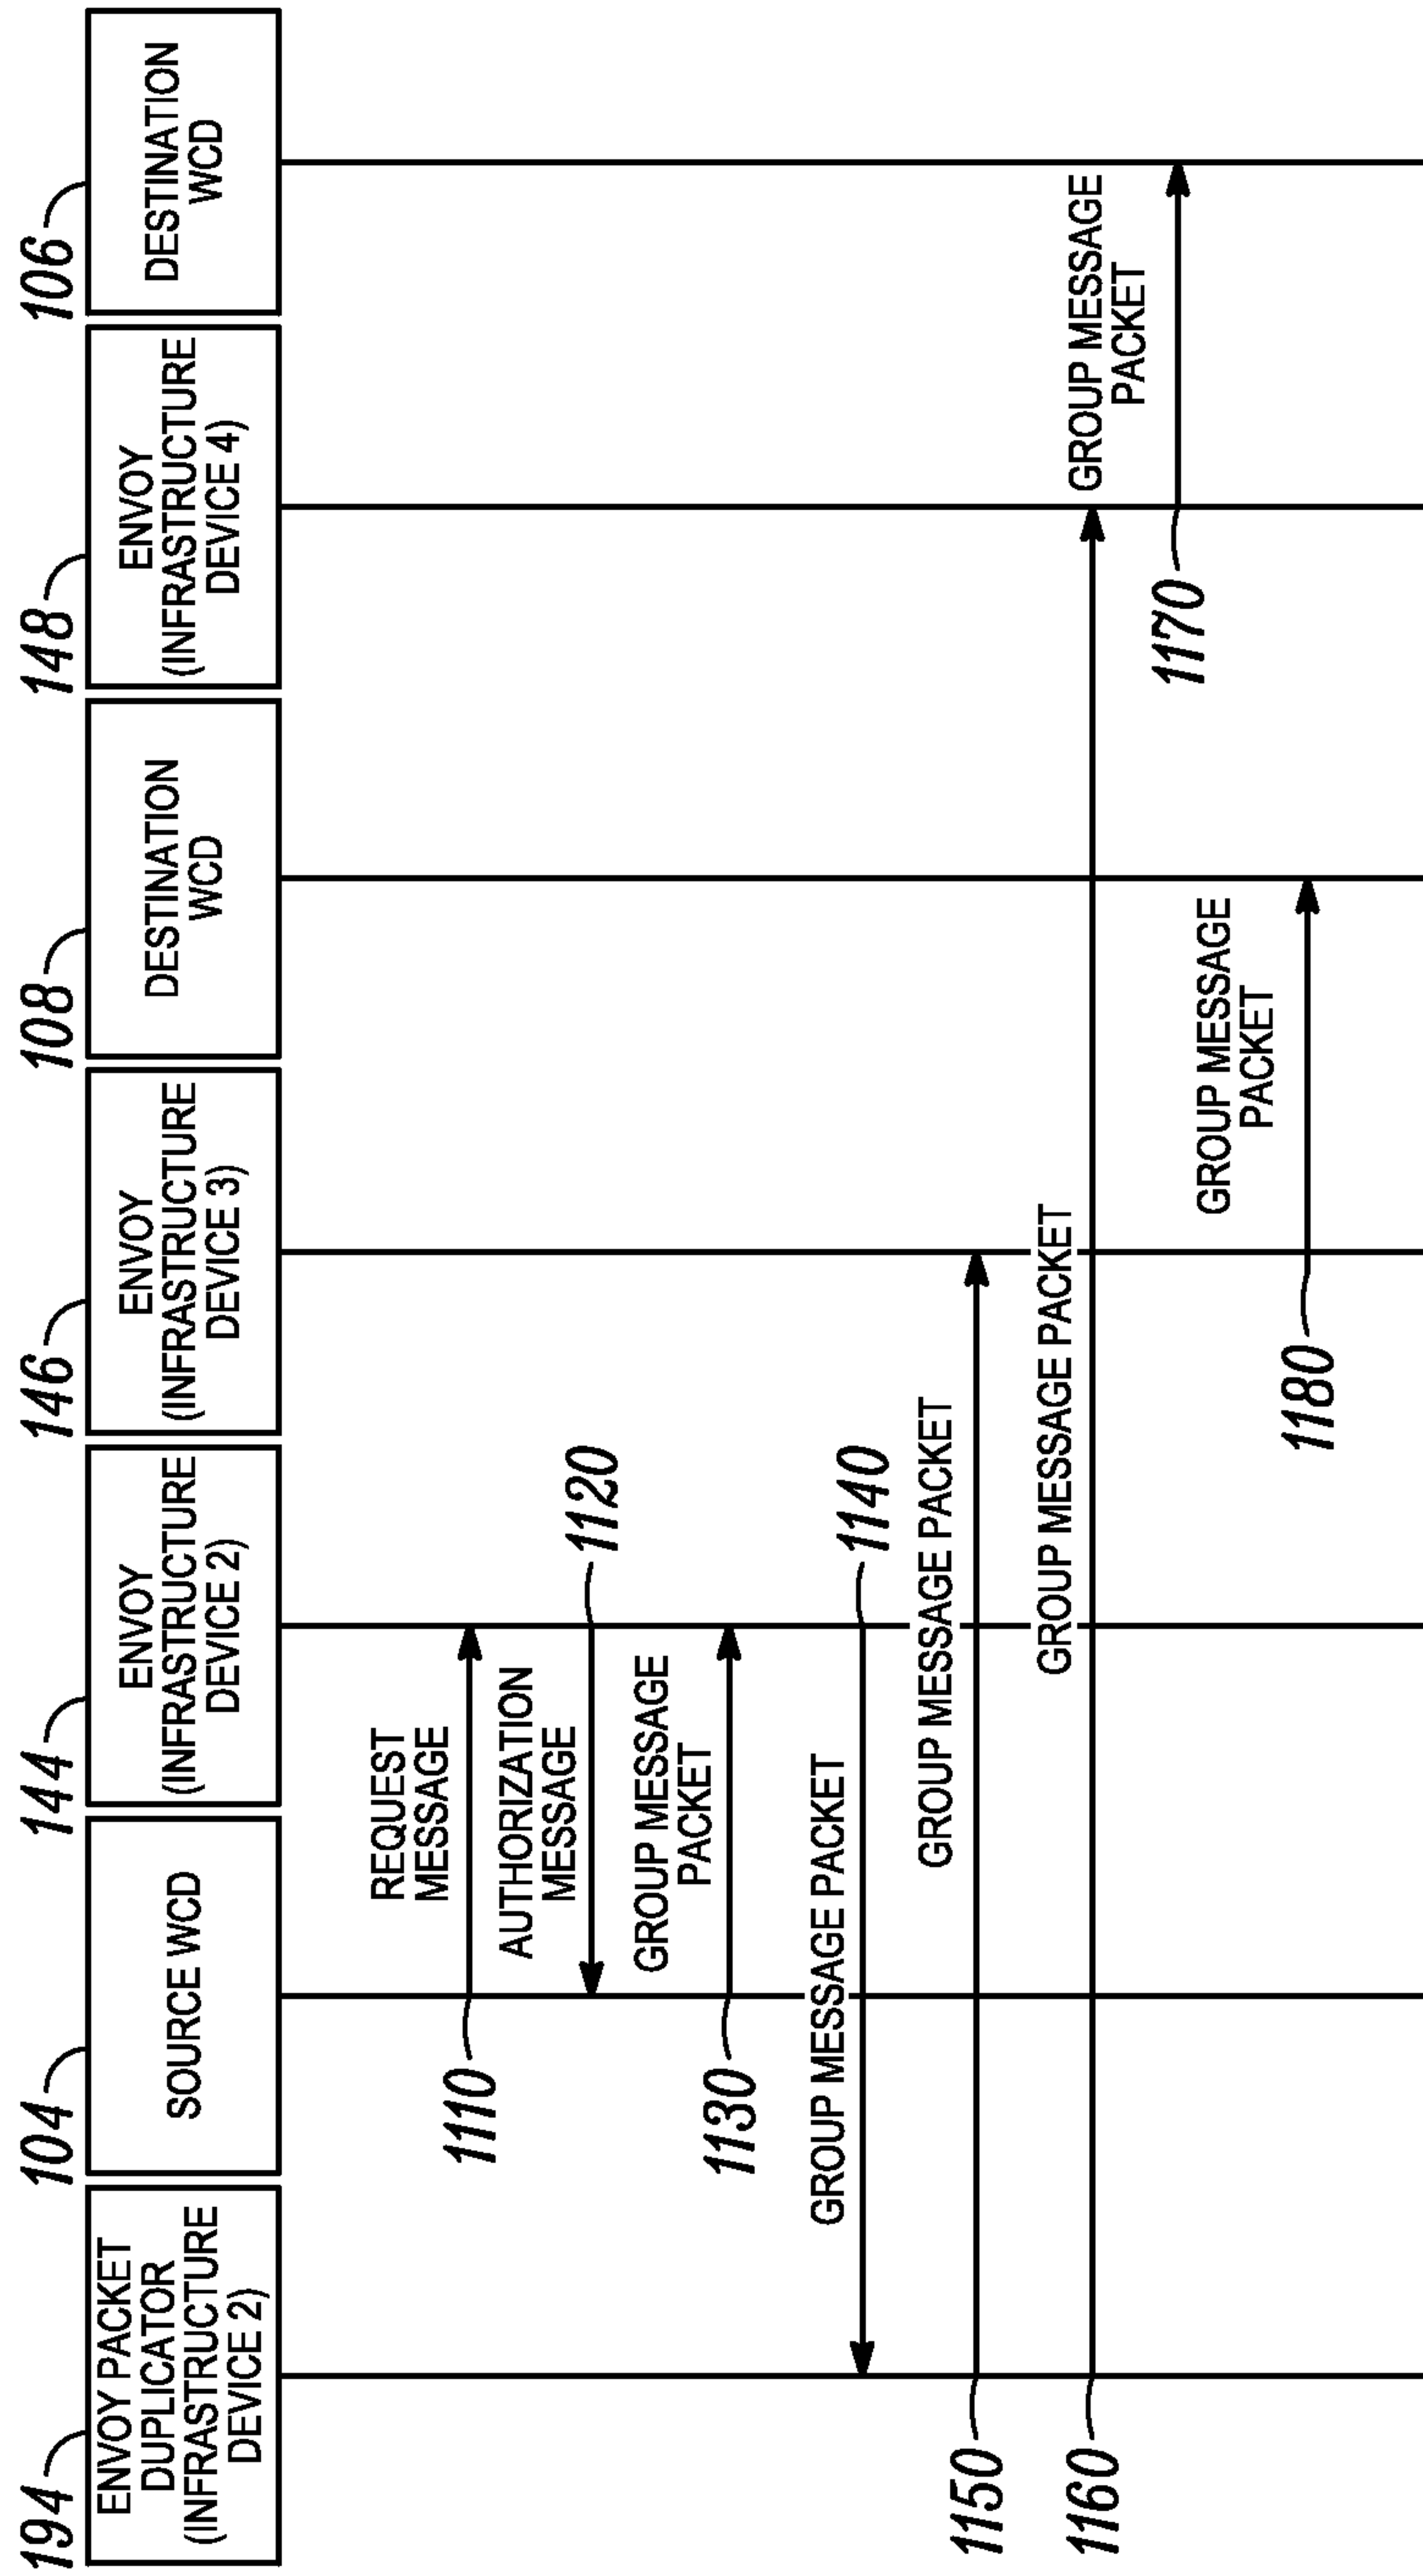 194
ENVOY PACKET
DUPLICATOR
(INFRASTRUCTURE
DEVICE 2)
104
SOURCE WCD
144
ENVOY
(INFRASTRUCTURE
DEVICE 2)
146
ENVOY
(INFRASTRUCTURE
DEVICE 3)
108
DESTINATION
WCD
148
ENVOY
(INFRASTRUCTURE
DEVICE 4)
106
DESTINATION
WCD
REQUEST
MESSAGE
1110
AUTHORIZATION
MESSAGE
1120
GROUP MESSAGE
PACKET
1130
GROUP MESSAGE PACKET
1140
GROUP MESSAGE PACKET
1150
GROUP MESSAGE PACKET
1160
GROUP MESSAGE
PACKET
1170
GROUP MESSAGE
PACKET
1180